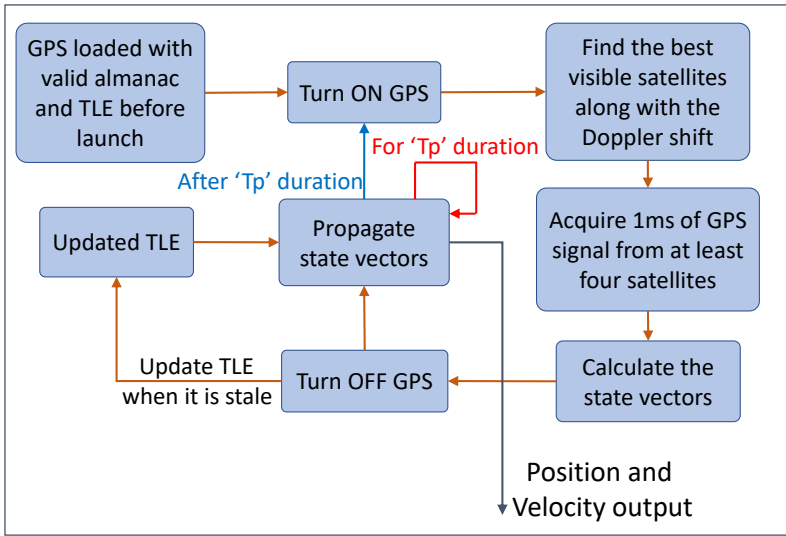 GPS loaded with
valid almanac
and TLE before
launch
Turn ON GPS
Find the best
visible satellites
along with the
Doppler shift
For ‘Tp’ duration
After ‘Tp’ duration
Updated TLE
Propagate
state vectors
Acquire 1ms of GPS
signal from at least
four satellites
Update TLE
when it is stale
Turn OFF GPS
Calculate the
state vectors
Position and
Velocity output